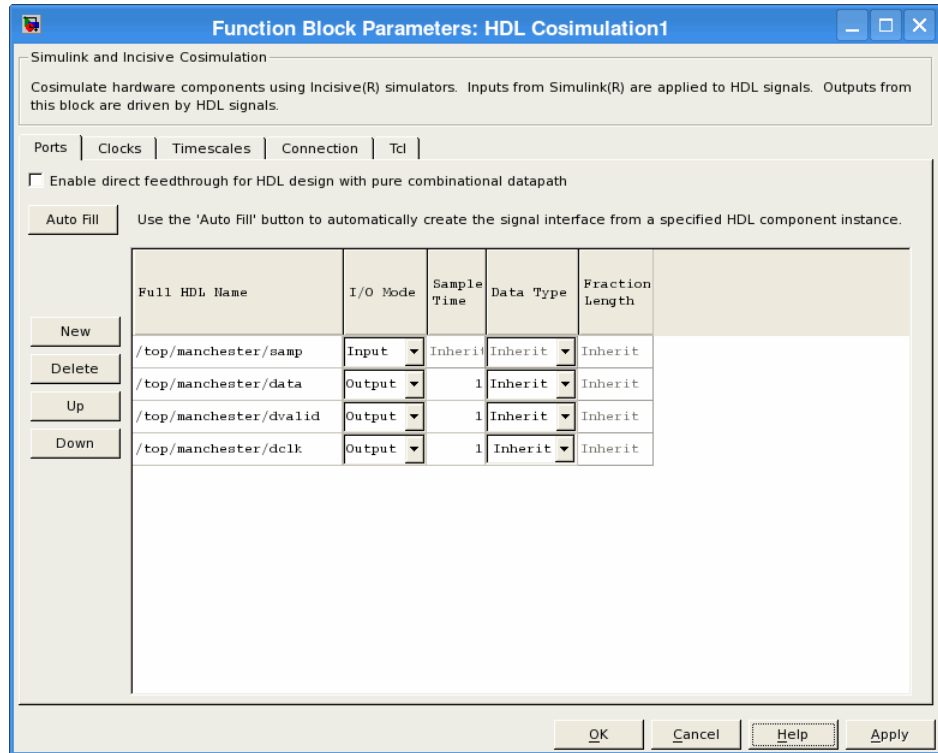 Function Block Parameters: HDL Cosimulation1
Simulink and Incisive Cosimulation
Cosimulate hardware components using Incisive(R) simulators. Inputs from Simulink(R) are applied to HDL signals. Outputs from
this block are driven by HDL signals.
Ports Clocks Timescales Connection Tcl
Enable direct feedthrough for HDL design with pure combinational datapath
Auto Fill Use the 'Auto Fill' button to automatically create the signal interface from a specified HDL component instance.
Full HDL Name I/O Mode Sample Time Data Type Fraction Length
New
Delete
Up
Down
/top/manchester/samp Input Inherit Inherit Inherit
/top/manchester/data Output 1 Inherit Inherit
/top/manchester/dvalid Output 1 Inherit Inherit
/top/manchester/dclk Output 1 Inherit Inherit
OK Cancel Help Apply